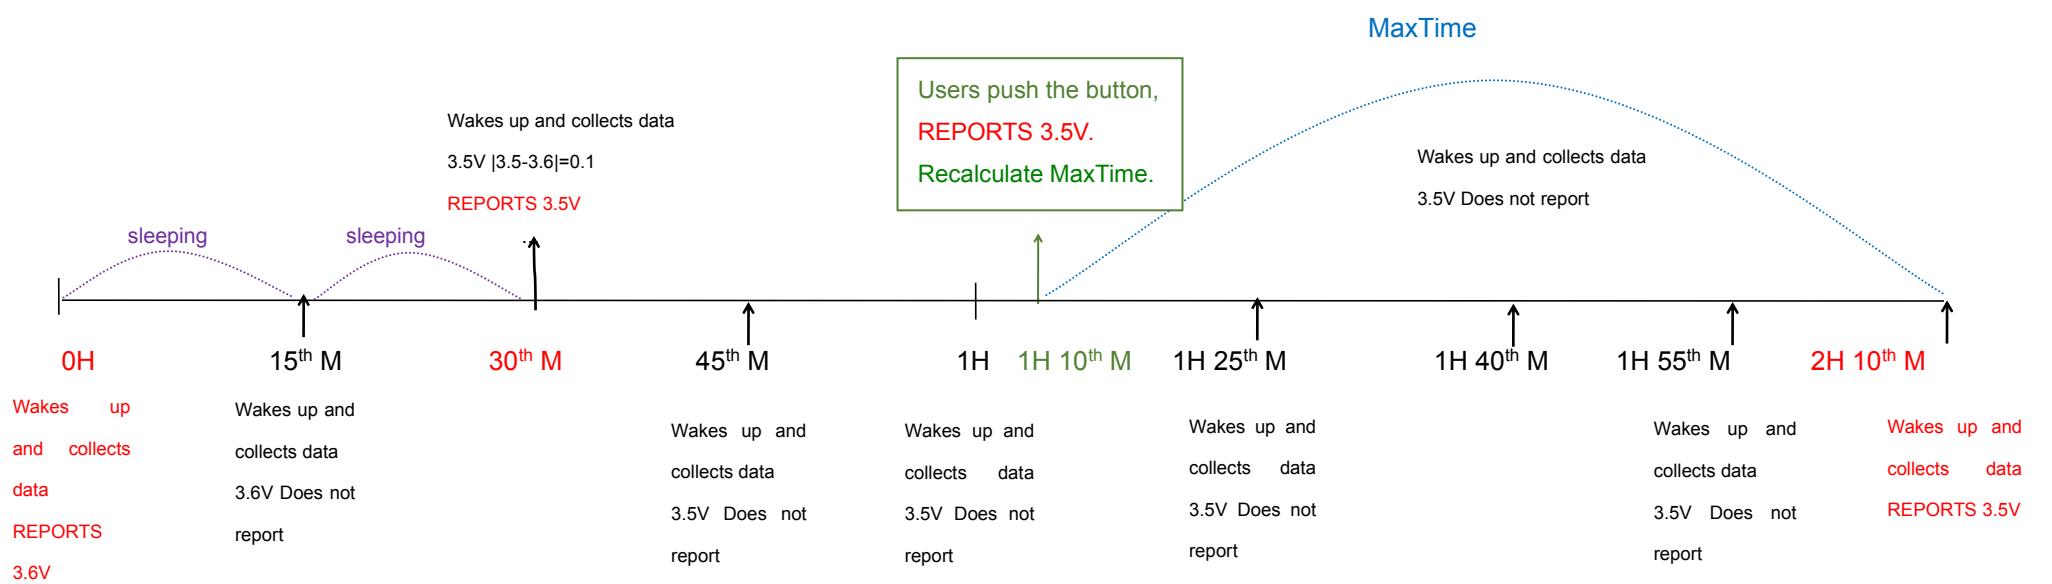 MaxTime
Users push the button,
REPORTS 3.5V.
Recalculate MaxTime.
Wakes up and collects data
3.5V |3.5-3.6|=0.1
REPORTS 3.5V
Wakes up and collects data
3.5V Does not report
sleeping
sleeping
0H
15th M
30th M
45th M
1H
1H 10th M
1H 25th M
1H 40th M
1H 55th M
2H 10th M
Wakes up
and collects
data
REPORTS
3.6V
Wakes up and
collects data
3.6V Does not
report
Wakes up and
collects data
3.5V Does not
report
Wakes up and
collects data
3.5V Does not
report
Wakes up and
collects data
3.5V Does not
report
Wakes up and
collects data
3.5V Does not
report
Wakes up and
collects data
REPORTS 3.5V